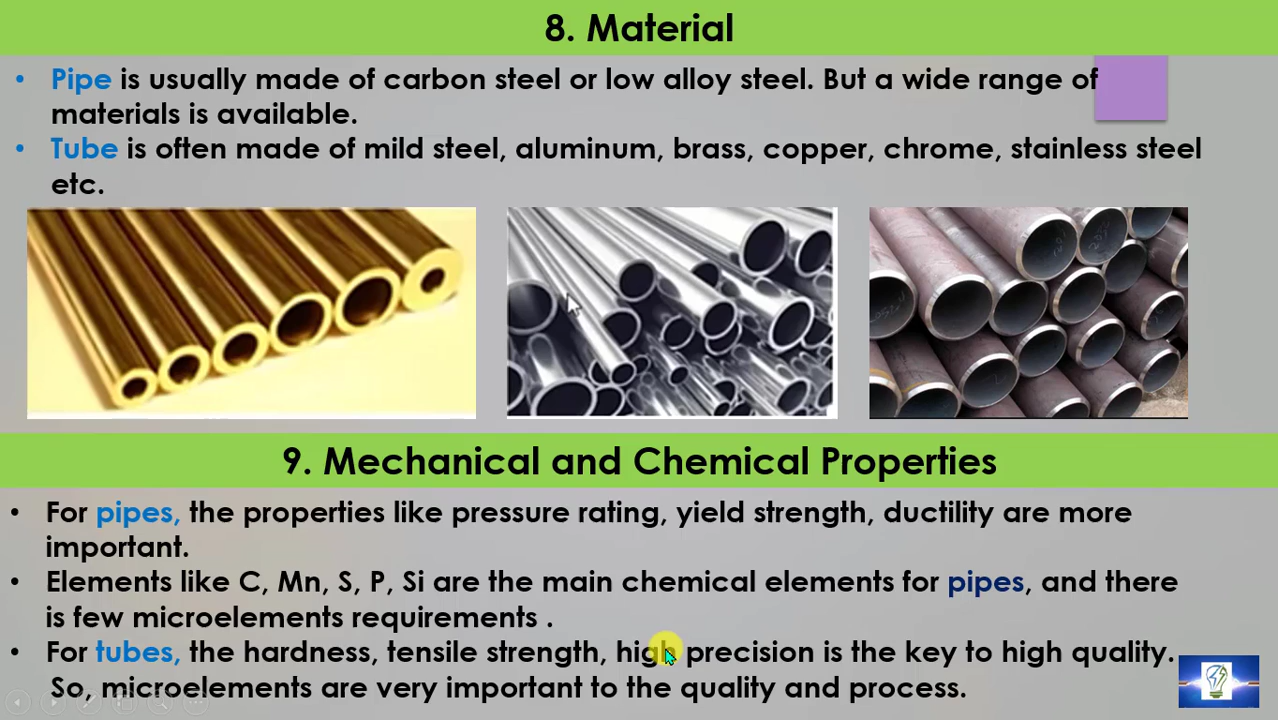 8. Material
• Pipe is usually made of carbon steel or low alloy steel. But a wide range of
materials is available.
• Tube is often made of mild steel, aluminum, brass, copper, chrome, stainless steel
etc.
9. Mechanical and Chemical Properties
• For pipes, the properties like pressure rating, yield strength, ductility are more
important.
• Elements like C, Mn, S, P, Si are the main chemical elements for pipes, and there
is few microelements requirements .
• For tubes, the hardness, tensile strength, high precision is the key to high quality.
So, microelements are very important to the quality and process.